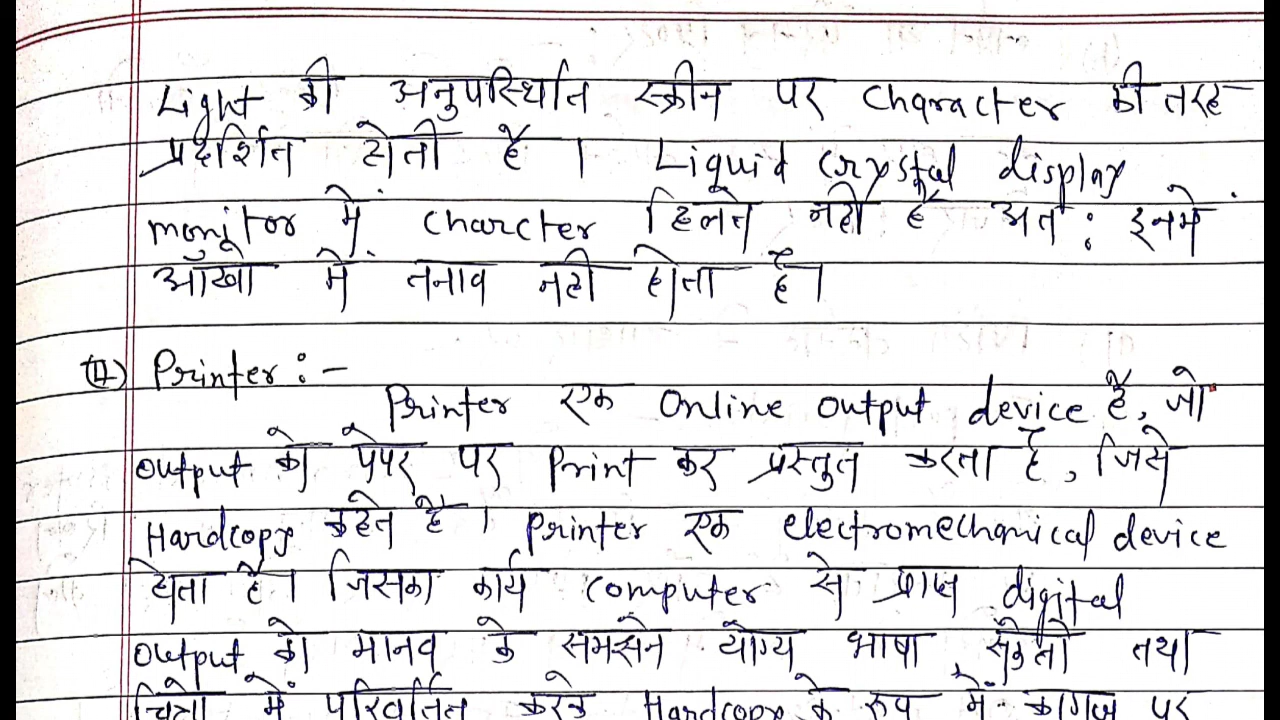 Light की अनुपस्थिति स्क्रीन पर Character की तरह
प्रदर्शित होती है । Liquid crystal display
monitor में charcter हिलते नही है अत : इनमे
आँखो में तनाव नही होता है ।
(II) Printer : -
Printer एक Online output device है, जो
output को पेपर पर Print कर प्रस्तुत करता है, जिसे
Hardcopy कहते है । Printer एक electromechanical device
होता है । जिसका कार्य computer से प्राप्त digital
output को मानव के समझने योग्य भाषा, संकेतो तथा
चित्रो में परिवर्तित करके Hardcopy के रूप में कागज पर